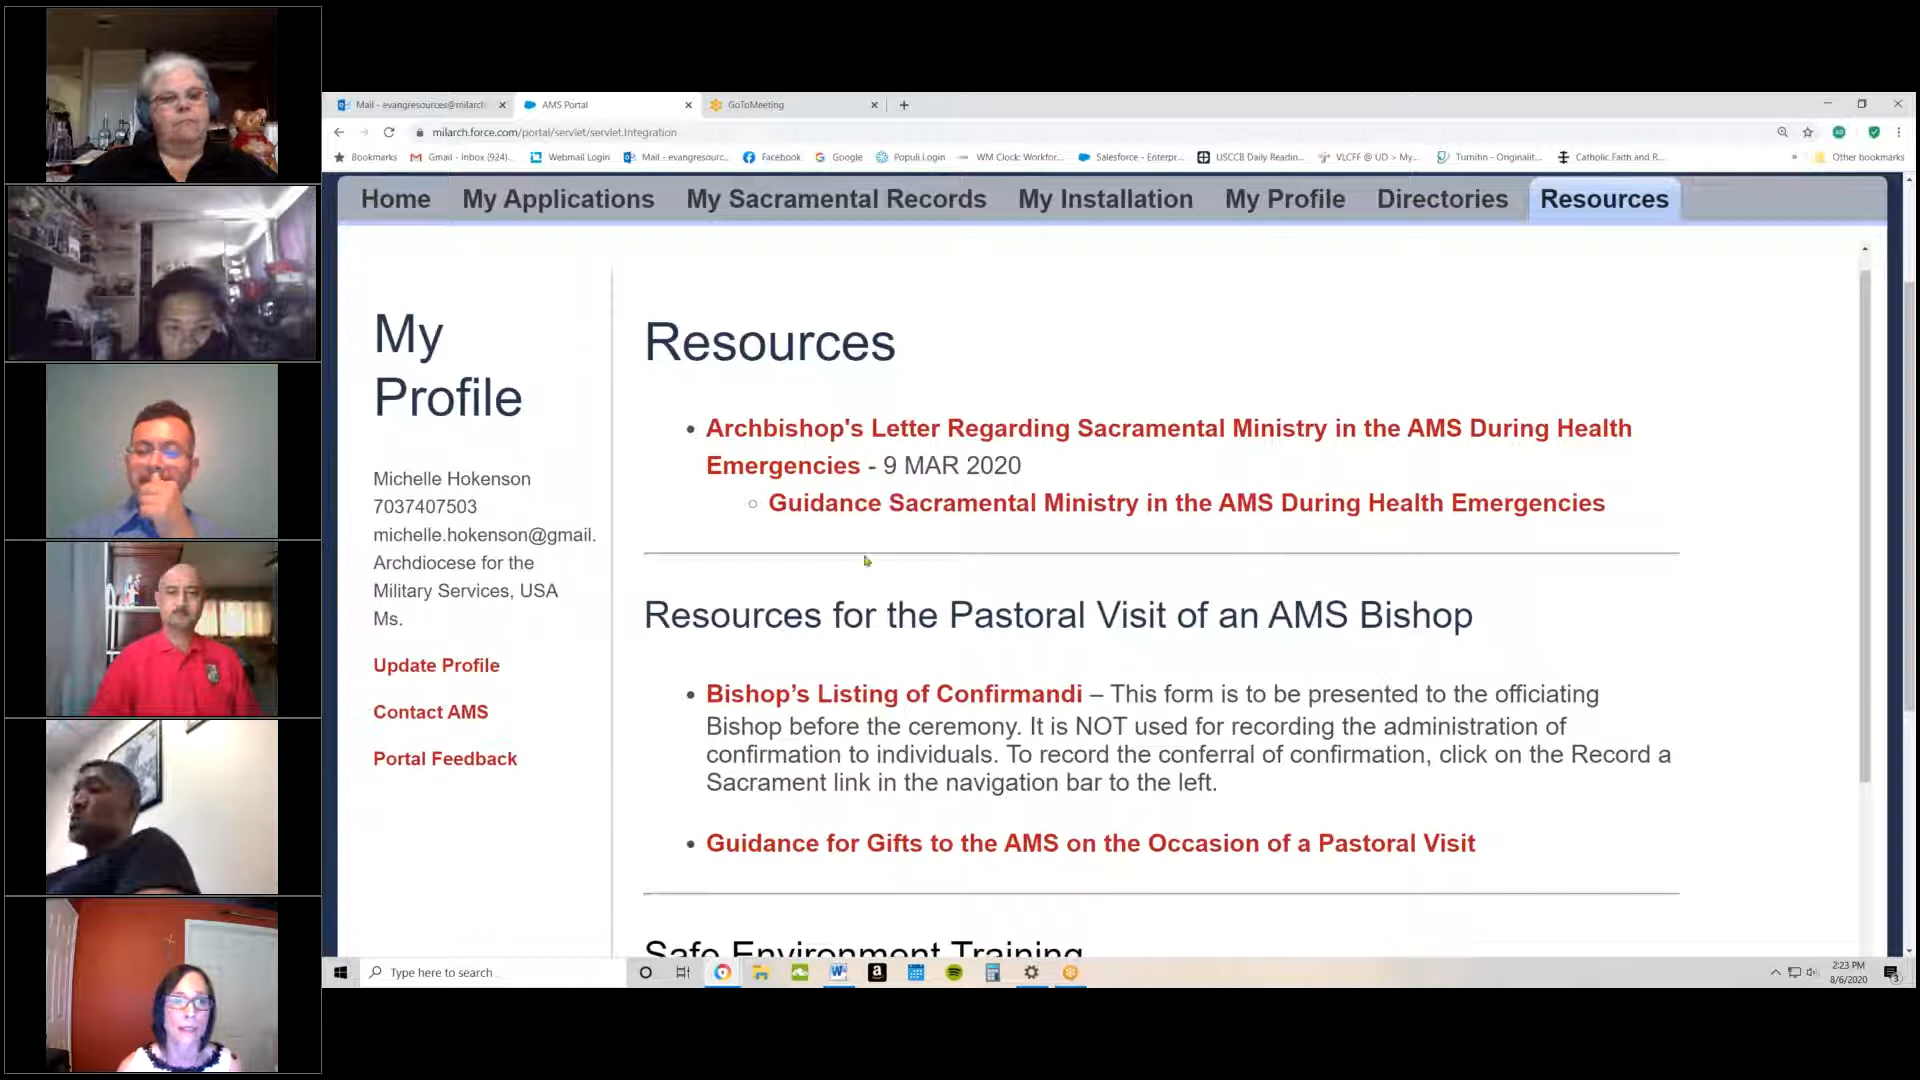 Mail - evangresources@milarch
AMS Portal
GoToMeeting
milarch.force.com/portal/servlet/servlet.Integration
Bookmarks
Gmail - Inbox (924)...
Webmail Login
Mail - evangresourc...
Facebook
Google
Populi Login
WM Clock: Workfor...
Salesforce - Enterpr...
USCCB Daily Readin...
VLCFF @ UD > My...
Turnitin - Originalit...
Catholic Faith and R...
»
Other bookmarks
Home
My Applications
My Sacramental Records
My Installation
My Profile
Directories
Resources
My
Profile
Michelle Hokenson
7037407503
michelle.hokenson@gmail.
Archdiocese for the
Military Services, USA
Ms.
Update Profile
Contact AMS
Portal Feedback
Resources
Archbishop's Letter Regarding Sacramental Ministry in the AMS During Health
Emergencies - 9 MAR 2020
Guidance Sacramental Ministry in the AMS During Health Emergencies
Resources for the Pastoral Visit of an AMS Bishop
Bishop’s Listing of Confirmandi – This form is to be presented to the officiating
Bishop before the ceremony. It is NOT used for recording the administration of
confirmation to individuals. To record the conferral of confirmation, click on the Record a
Sacrament link in the navigation bar to the left.
Guidance for Gifts to the AMS on the Occasion of a Pastoral Visit
Safe Environment Training
Type here to search
2:23 PM
8/6/2020